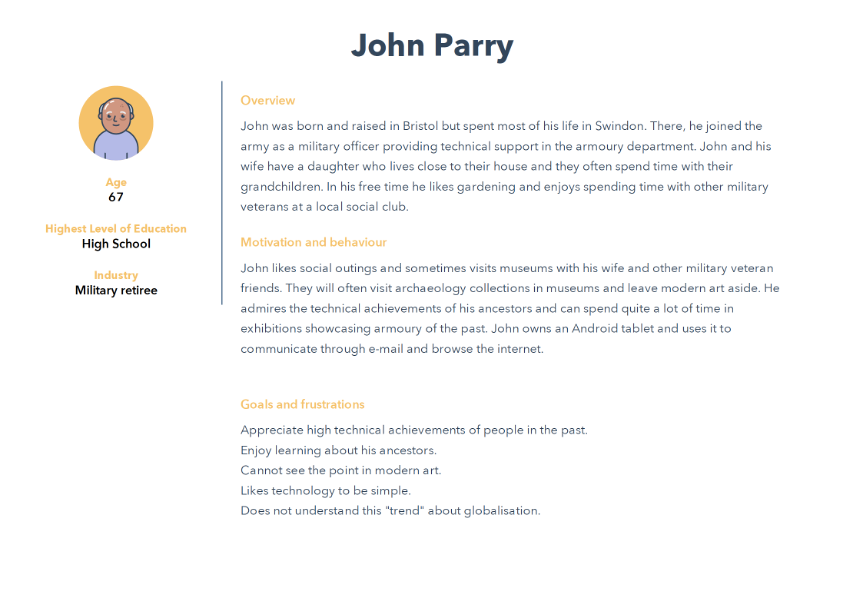 John Parry
Age
67
Highest Level of Education
High School
Industry
Military retiree
Overview
John was born and raised in Bristol but spent most of his life in Swindon. There, he joined the
army as a military officer providing technical support in the armoury department. John and his
wife have a daughter who lives close to their house and they often spend time with their
grandchildren. In his free time he likes gardening and enjoys spending time with other military
veterans at a local social club.
Motivation and behaviour
John likes social outings and sometimes visits museums with his wife and other military veteran
friends. They will often visit archaeology collections in museums and leave modern art aside. He
admires the technical achievements of his ancestors and can spend quite a lot of time in
exhibitions showcasing armoury of the past. John owns an Android tablet and uses it to
communicate through e-mail and browse the internet.
Goals and frustrations
Appreciate high technical achievements of people in the past.
Enjoy learning about his ancestors.
Cannot see the point in modern art.
Likes technology to be simple.
Does not understand this "trend" about globalisation.